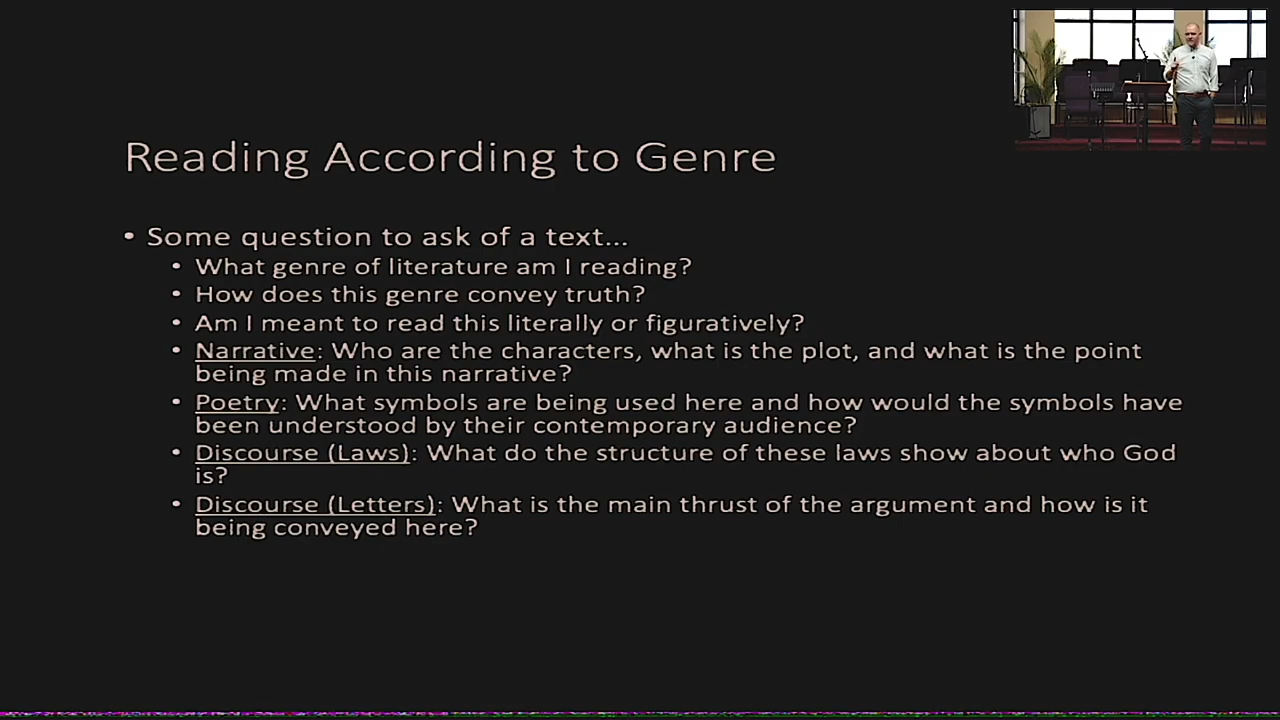 Reading According to Genre
• Some question to ask of a text...
• What genre of literature am I reading?
• How does this genre convey truth?
• Am I meant to read this literally or figuratively?
• Narrative: Who are the characters, what is the plot, and what is the point
being made in this narrative?
• Poetry: What symbols are being used here and how would the symbols have
been understood by their contemporary audience?
• Discourse (Laws): What do the structure of these laws show about who God
is?
• Discourse (Letters): What is the main thrust of the argument and how is it
being conveyed here?